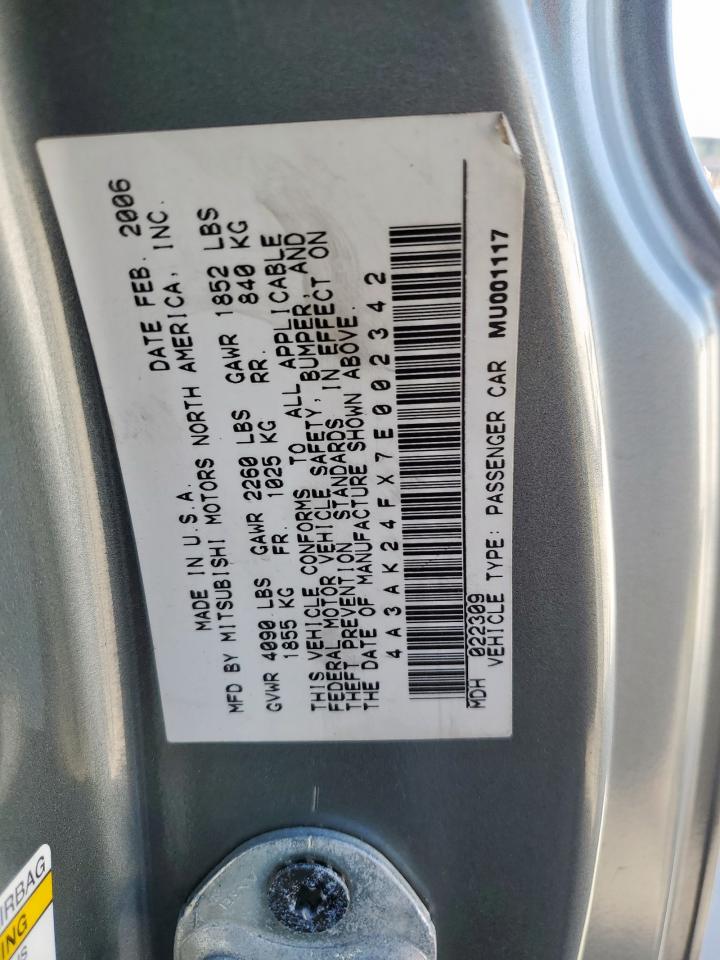 MADE IN U.S.A. DATE FEB. 2006
MFD BY MITSUBISHI MOTORS NORTH AMERICA, INC.
GVWR 4090 LBS GAWR 2260 LBS GAWR 1852 LBS
1855 KG FR. 1025 KG RR. 840 KG
THIS VEHICLE CONFORMS TO ALL APPLICABLE
FEDERAL MOTOR VEHICLE SAFETY, BUMPER, AND
THEFT PREVENTION STANDARDS IN EFFECT ON
THE DATE OF MANUFACTURE SHOWN ABOVE.
4A3AK24FX7E002342
MDH 022309
VEHICLE TYPE: PASSENGER CAR MU001117